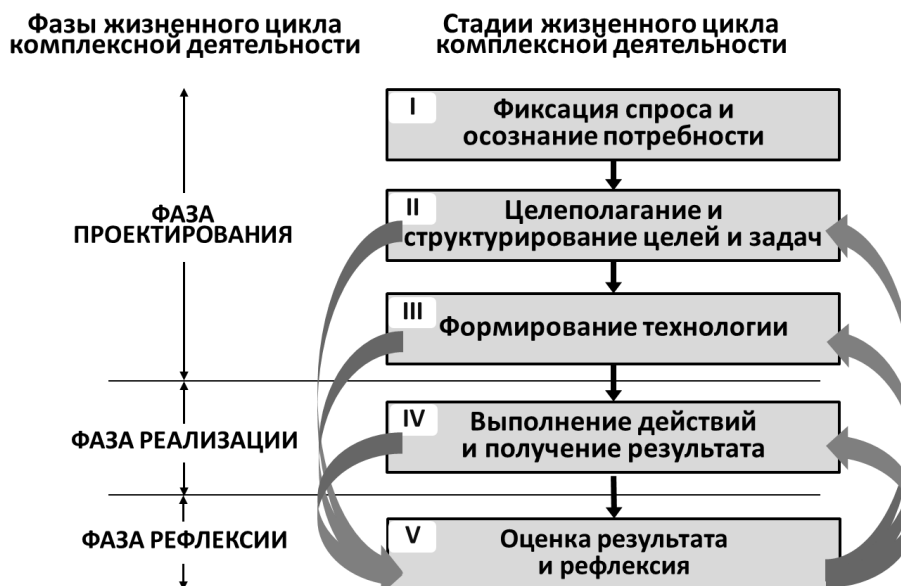 Фазы жизненного цикла
комплексной деятельности
Стадии жизненного цикла
комплексной деятельности
I
Фиксация спроса и
осознание потребности
ФАЗА
ПРОЕКТИРОВАНИЯ
II
Целеполагание и
структурирование целей и задач
III
Формирование технологии
ФАЗА РЕАЛИЗАЦИИ
IV
Выполнение действий
и получение результата
ФАЗА РЕФЛЕКСИИ
V
Оценка результата
и рефлексия